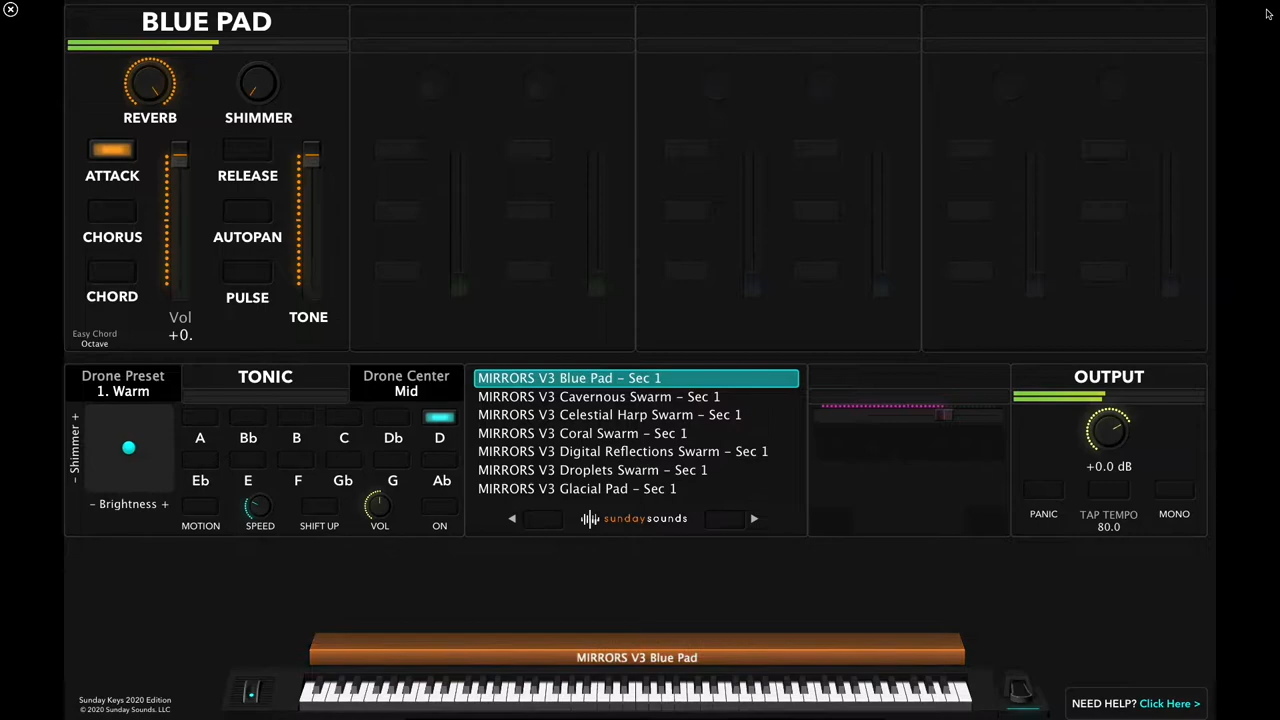 BLUE PAD
REVERB
SHIMMER
ATTACK
RELEASE
CHORUS
AUTOPAN
CHORD
PULSE
Vol
+0.
TONE
Easy Chord
Octave
Drone Preset
1. Warm
TONIC
Drone Center
Mid
- Shimmer +
- Brightness +
A
Bb
B
C
Db
D
Eb
E
F
Gb
G
Ab
MOTION
SPEED
SHIFT UP
VOL
ON
MIRRORS V3 Blue Pad – Sec 1
MIRRORS V3 Cavernous Swarm – Sec 1
MIRRORS V3 Celestial Harp Swarm – Sec 1
MIRRORS V3 Coral Swarm – Sec 1
MIRRORS V3 Digital Reflections Swarm – Sec 1
MIRRORS V3 Droplets Swarm – Sec 1
MIRRORS V3 Glacial Pad – Sec 1
sundaysounds
OUTPUT
+0.0 dB
PANIC
TAP TEMPO
80.0
MONO
MIRRORS V3 Blue Pad
Sunday Keys 2020 Edition
© 2020 Sunday Sounds. LLC
NEED HELP? Click Here >